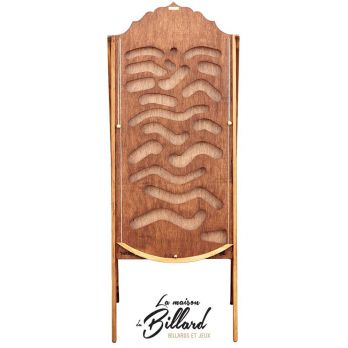 La maison
du Billard
BILLARDS ET JEUX